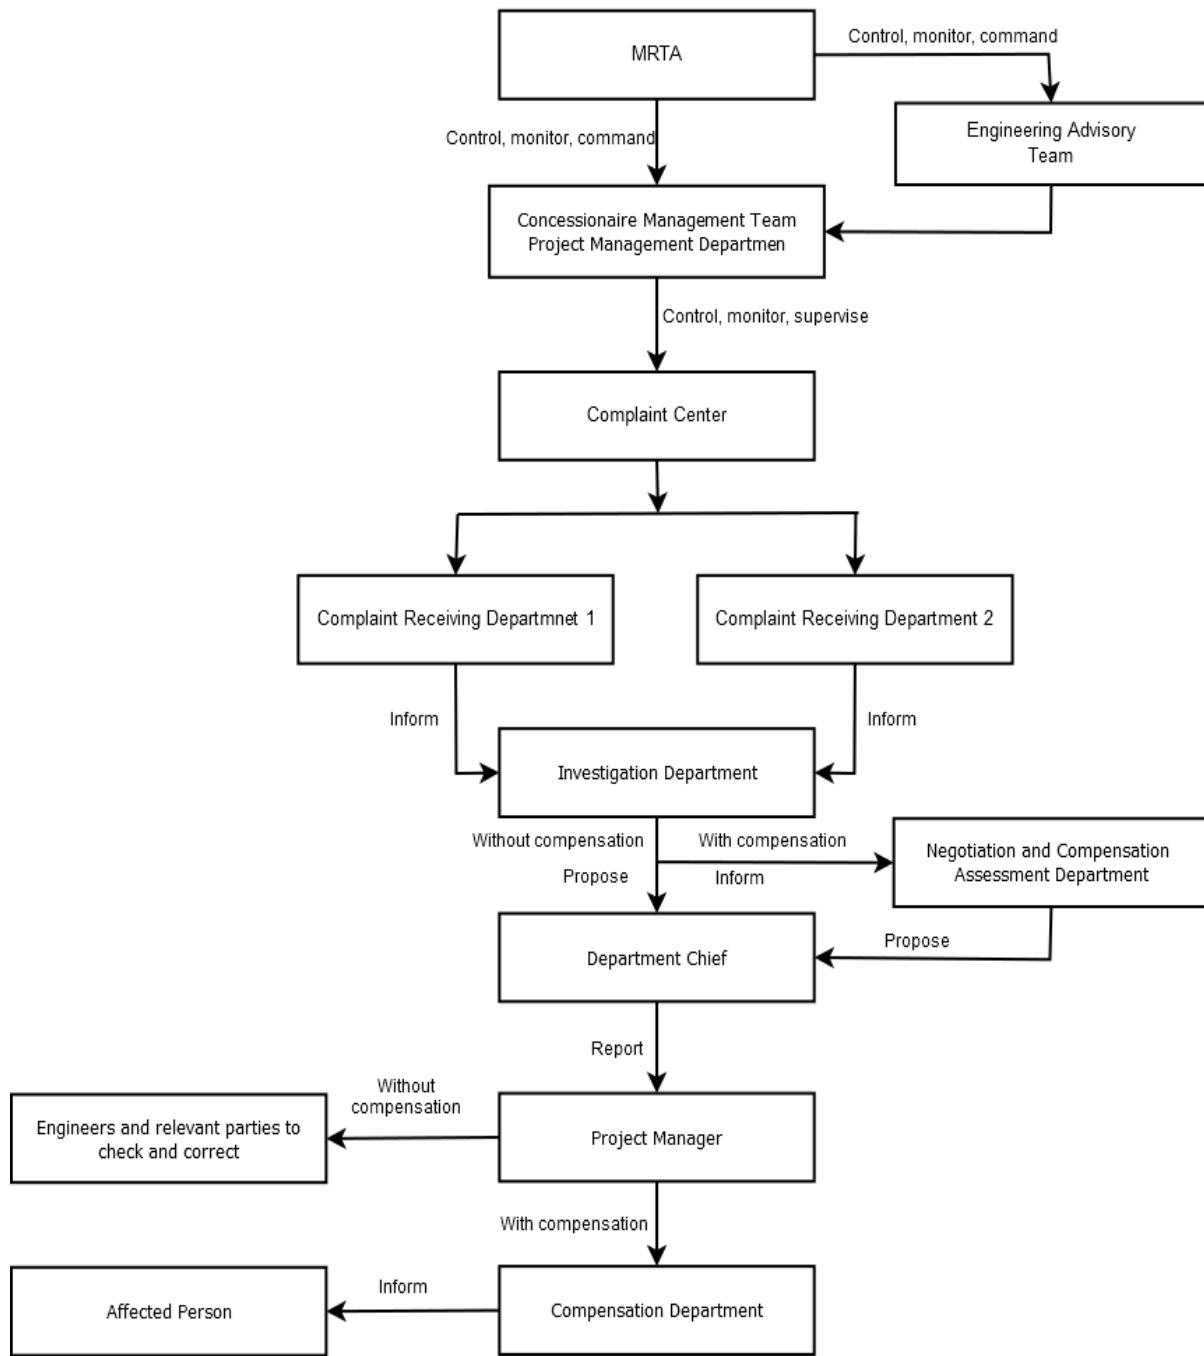 MRTA
Control, monitor, command
Engineering Advisory
Team
Control, monitor, command
Concessionaire Management Team
Project Management Departmen
Control, monitor, supervise
Complaint Center
Complaint Receiving Departmnet 1
Complaint Receiving Department 2
Inform
Inform
Investigation Department
Without compensation
With compensation
Propose
Inform
Negotiation and Compensation
Assessment Department
Department Chief
Propose
Report
Without
compensation
Engineers and relevant parties to
check and correct
Project Manager
With compensation
Inform
Affected Person
Compensation Department